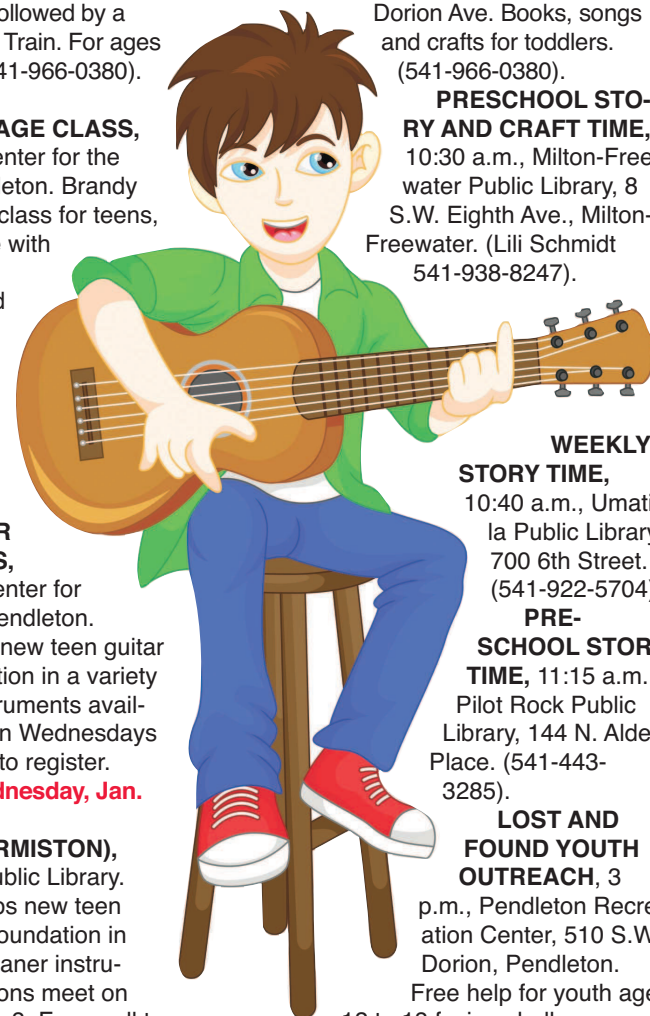 ollowed by a
Train. For ages
41-966-0380).
AGE CLASS,
enter for the
leton. Brandy
class for teens,
with
d
R
S,
enter for
endleton.
new teen guitar
tion in a variety
ruments avail-
n Wednesdays
to register.
dnesday, Jan.
RMISTON),
ublic Library.
ps new teen
oundation in
aner instru-
ons meet on
Dorion Ave. Books, songs
and crafts for toddlers.
(541-966-0380).
PRESCHOOL STO-
RY AND CRAFT TIME,
10:30 a.m., Milton-Free
water Public Library, 8
S.W. Eighth Ave., Milton-
Freewater. (Lili Schmidt
541-938-8247).
WEEKLY
STORY TIME,
10:40 a.m., Umati
la Public Library
700 6th Street.
(541-922-5704)
PRE-
SCHOOL STOR
TIME, 11:15 a.m.
Pilot Rock Public
Library, 144 N. Alde
Place. (541-443-
3285).
LOST AND
FOUND YOUTH
OUTREACH, 3
p.m., Pendleton Recre
ation Center, 510 S.W
Dorion, Pendleton.
Free help for youth age